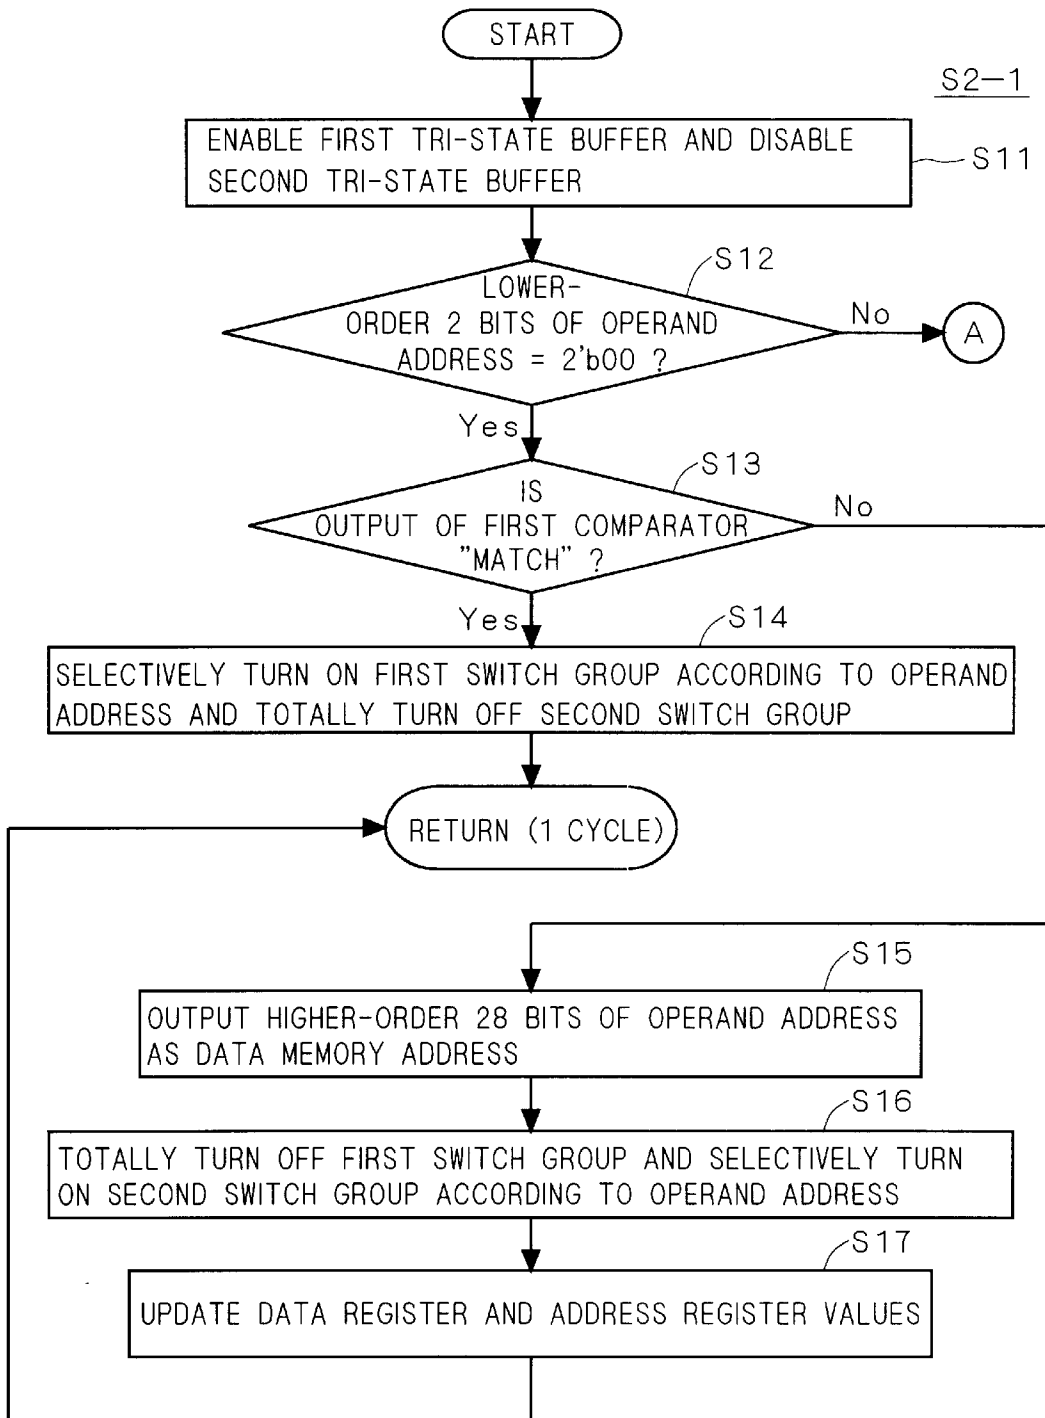 START
S2-1
ENABLE FIRST TRI-STATE BUFFER AND DISABLE
SECOND TRI-STATE BUFFER
S11
S12
LOWER-
ORDER 2 BITS OF OPERAND
ADDRESS = 2'b00 ?
No
A
Yes
S13
IS
OUTPUT OF FIRST COMPARATOR
"MATCH" ?
No
Yes
S14
SELECTIVELY TURN ON FIRST SWITCH GROUP ACCORDING TO OPERAND
ADDRESS AND TOTALLY TURN OFF SECOND SWITCH GROUP
RETURN (1 CYCLE)
S15
OUTPUT HIGHER-ORDER 28 BITS OF OPERAND ADDRESS
AS DATA MEMORY ADDRESS
S16
TOTALLY TURN OFF FIRST SWITCH GROUP AND SELECTIVELY TURN
ON SECOND SWITCH GROUP ACCORDING TO OPERAND ADDRESS
S17
UPDATE DATA REGISTER AND ADDRESS REGISTER VALUES